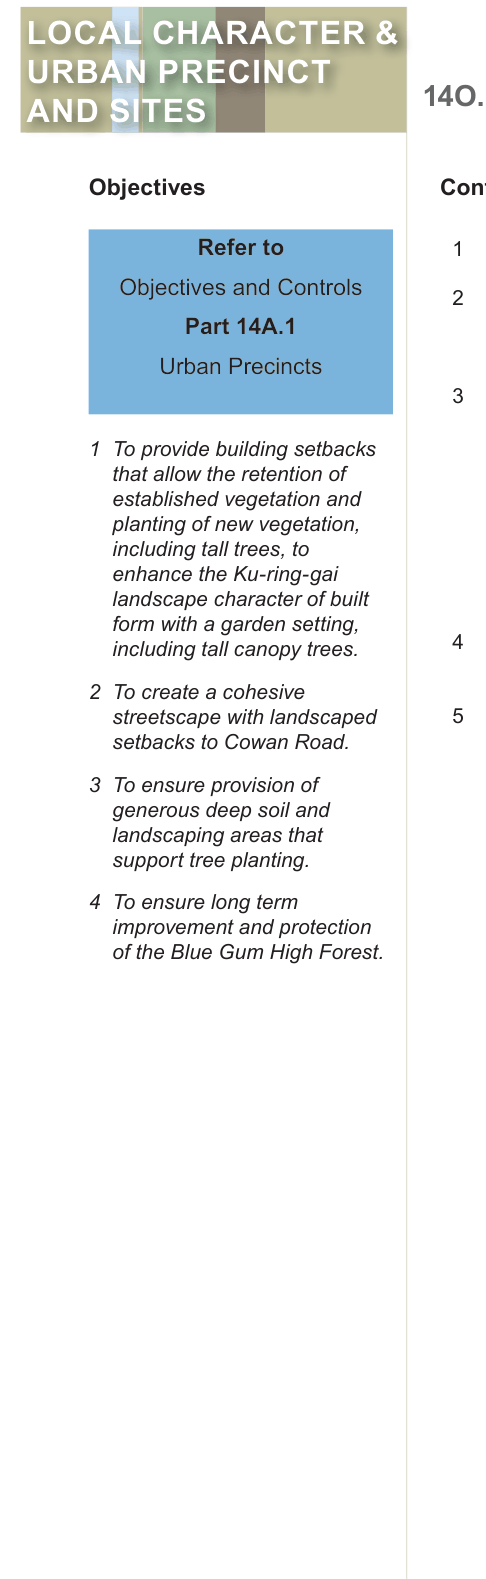 LOCAL CHARACTER &
URBAN PRECINCT
AND SITES
14O.
Objectives
Refer to
Objectives and Controls
Part 14A.1
Urban Precincts
1 To provide building setbacks
that allow the retention of
established vegetation and
planting of new vegetation,
including tall trees, to
enhance the Ku-ring-gai
landscape character of built
form with a garden setting,
including tall canopy trees.
2 To create a cohesive
streetscape with landscaped
setbacks to Cowan Road.
3 To ensure provision of
generous deep soil and
landscaping areas that
support tree planting.
4 To ensure long term
improvement and protection
of the Blue Gum High Forest.
1
2
3
4
5